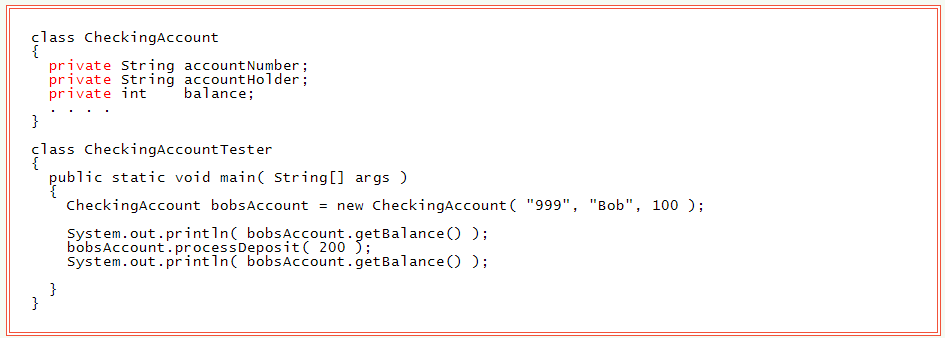 class CheckingAccount
{
  private String accountNumber;
  private String accountHolder;
  private int    balance;
  . . . .
}
class CheckingAccountTester
{
  public static void main( String[] args )
  {
    CheckingAccount bobsAccount = new CheckingAccount( "999", "Bob", 100 );
    System.out.println( bobsAccount.getBalance() );
    bobsAccount.processDeposit( 200 );
    System.out.println( bobsAccount.getBalance() );
  }
}